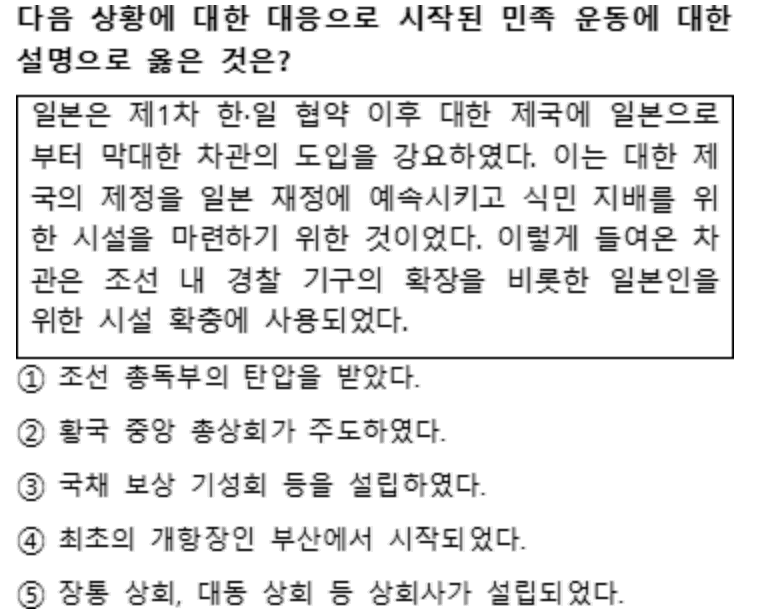 다음 상황에 대한 대응으로 시작된 민족 운동에 대한
설명으로 옳은 것은?
일본은 제1차 한·일 협약 이후 대한 제국에 일본으로
부터 막대한 차관의 도입을 강요하였다. 이는 대한 제
국의 제정을 일본 재정에 예속시키고 식민 지배를 위
한 시설을 마련하기 위한 것이었다. 이렇게 들여온 차
관은 조선 내 경찰 기구의 확장을 비롯한 일본인을
위한 시설 확충에 사용되었다.
① 조선 총독부의 탄압을 받았다.
② 황국 중앙 총상회가 주도하였다.
③ 국채 보상 기성회 등을 설립하였다.
④ 최초의 개항장인 부산에서 시작되었다.
⑤ 장통 상회, 대동 상회 등 상회사가 설립되었다.